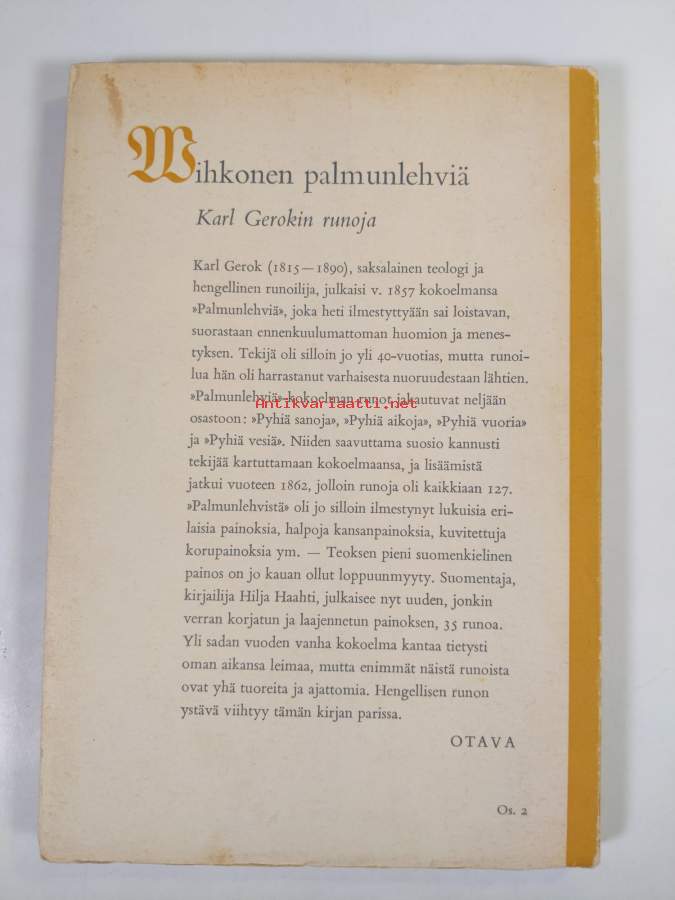 Wihkonen palmunlehviä
Karl Gerokin runoja
Karl Gerok (1815—1890), saksalainen teologi ja
hengellinen runoilija, julkaisi v. 1857 kokoelmansa
»Palmunlehviä», joka heti ilmestyttyään sai loistavan,
suorastaan ennenkuulumattoman huomion ja menes-
tyksen. Tekijä oli silloin jo yli 40-vuotias, mutta runoi-
lua hän oli harrastanut varhaisesta nuoruudestaan lähtien.
»Palmunlehviä»-kokoelman runot jakautuvat neljään
Antikvariaatti.net
osastoon: »Pyhiä sanoja», »Pyhiä aikoja», »Pyhiä vuoria»
ja »Pyhiä vesiä». Niiden saavuttama suosio kannusti
tekijää kartuttamaan kokoelmaansa, ja lisäämistä
jatkui vuoteen 1862, jolloin runoja oli kaikkiaan 127.
»Palmunlehvistä» oli jo silloin ilmestynyt lukuisia eri-
laisia painoksia, halpoja kansanpainoksia, kuvitettuja
korupainoksia ym. — Teoksen pieni suomenkielinen
painos on jo kauan ollut loppuunmyyty. Suomentaja,
kirjailija Hilja Haahti, julkaisee nyt uuden, jonkin
verran korjatun ja laajennetun painoksen, 35 runoa.
Yli sadan vuoden vanha kokoelma kantaa tietysti
oman aikansa leimaa, mutta enimmät näistä runoista
ovat yhä tuoreita ja ajattomia. Hengellisen runon
ystävä viihtyy tämän kirjan parissa.
OTAVA
Os. 2